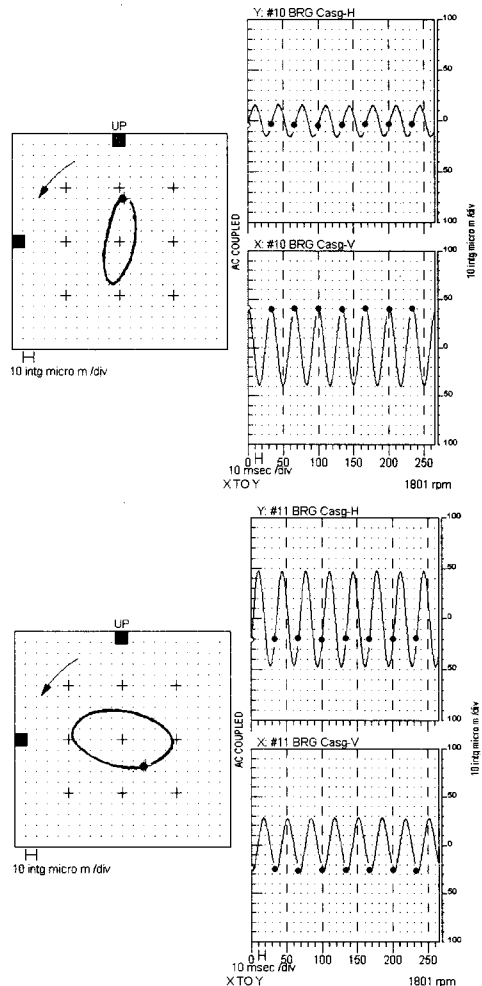 Y: #10 BRG Casg-H
100
50
0
50
100
UP
AC COUPLED
X: #10 BRG Casg-V
10 intg micro m /div
100
50
0
50
100
10 intg micro m /div
0 50 100 150 200 250
10 msec /div
X TO Y 1801 rpm
Y: #11 BRG Casg-H
100
50
0
50
100
UP
AC COUPLED
X: #11 BRG Casg-V
10 intg micro m /div
100
50
0
50
100
10 intg micro m /div
0 50 100 150 200 250
10 msec /div
X TO Y 1801 rpm